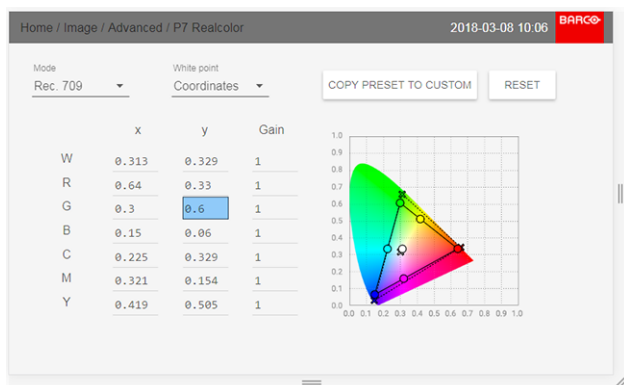 Home / Image / Advanced / P7 Realcolor 2018-03-08 10:06 BARCO
Mode White point
Rec. 709 Coordinates COPY PRESET TO CUSTOM RESET
x y Gain
W 0.313 0.329 1
R 0.64 0.33 1
G 0.3 0.6 1
B 0.15 0.06 1
C 0.225 0.329 1
M 0.321 0.154 1
Y 0.419 0.505 1
1.0
0.9
0.8
0.7
0.6
0.5
0.4
0.3
0.2
0.1
0.0
0.0 0.1 0.2 0.3 0.4 0.5 0.6 0.7 0.8 0.9 1.0